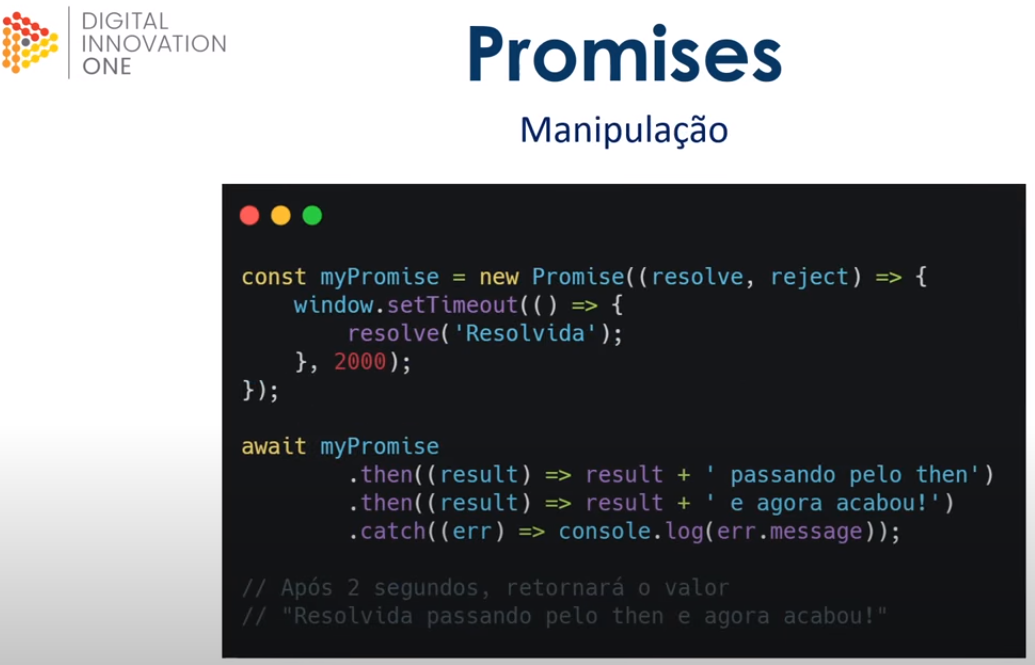 DIGITAL
INNOVATION
ONE
Promises
Manipulação
const myPromise = new Promise((resolve, reject) => {
    window.setTimeout(() => {
        resolve('Resolvida');
    }, 2000);
});
await myPromise
        .then((result) => result + ' passando pelo then')
        .then((result) => result + ' e agora acabou!')
        .catch((err) => console.log(err.message));
// Após 2 segundos, retornará o valor
// "Resolvida passando pelo then e agora acabou!"